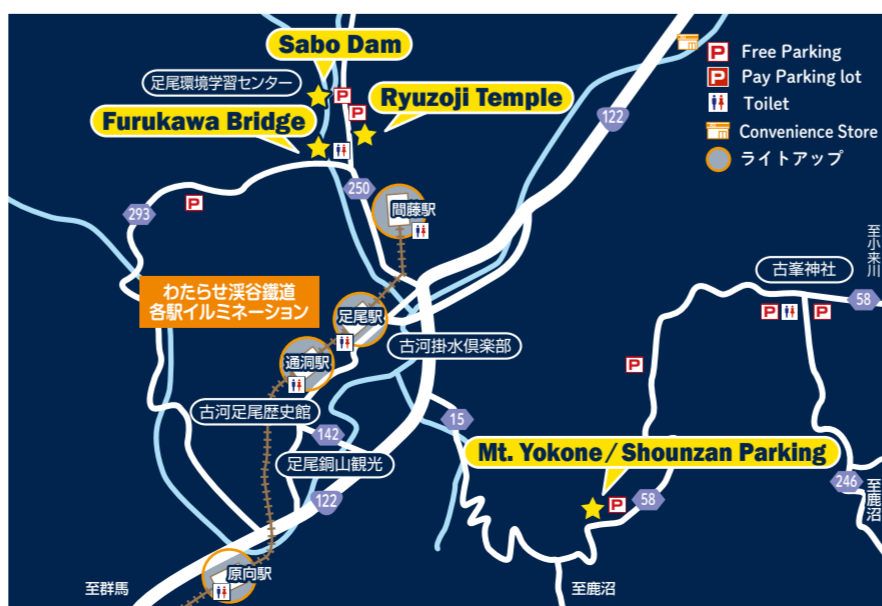 Sabo Dam
足尾環境学習センター
Ryuzoji Temple
Furukawa Bridge
P
P
P
Free Parking
P
Pay Parking lot
Toilet
Convenience Store
ライトアップ
122
250
293
間藤駅
わたらせ渓谷鐵道
各駅イルミネーション
足尾駅
古河掛水倶楽部
通洞駅
古河足尾歴史館
142
足尾銅山観光
122
原向駅
至群馬
至小来川
古峯神社
58
P
P
P
15
Mt. Yokone / Shounzan Parking
P
58
246
至鹿沼
至鹿沼
P